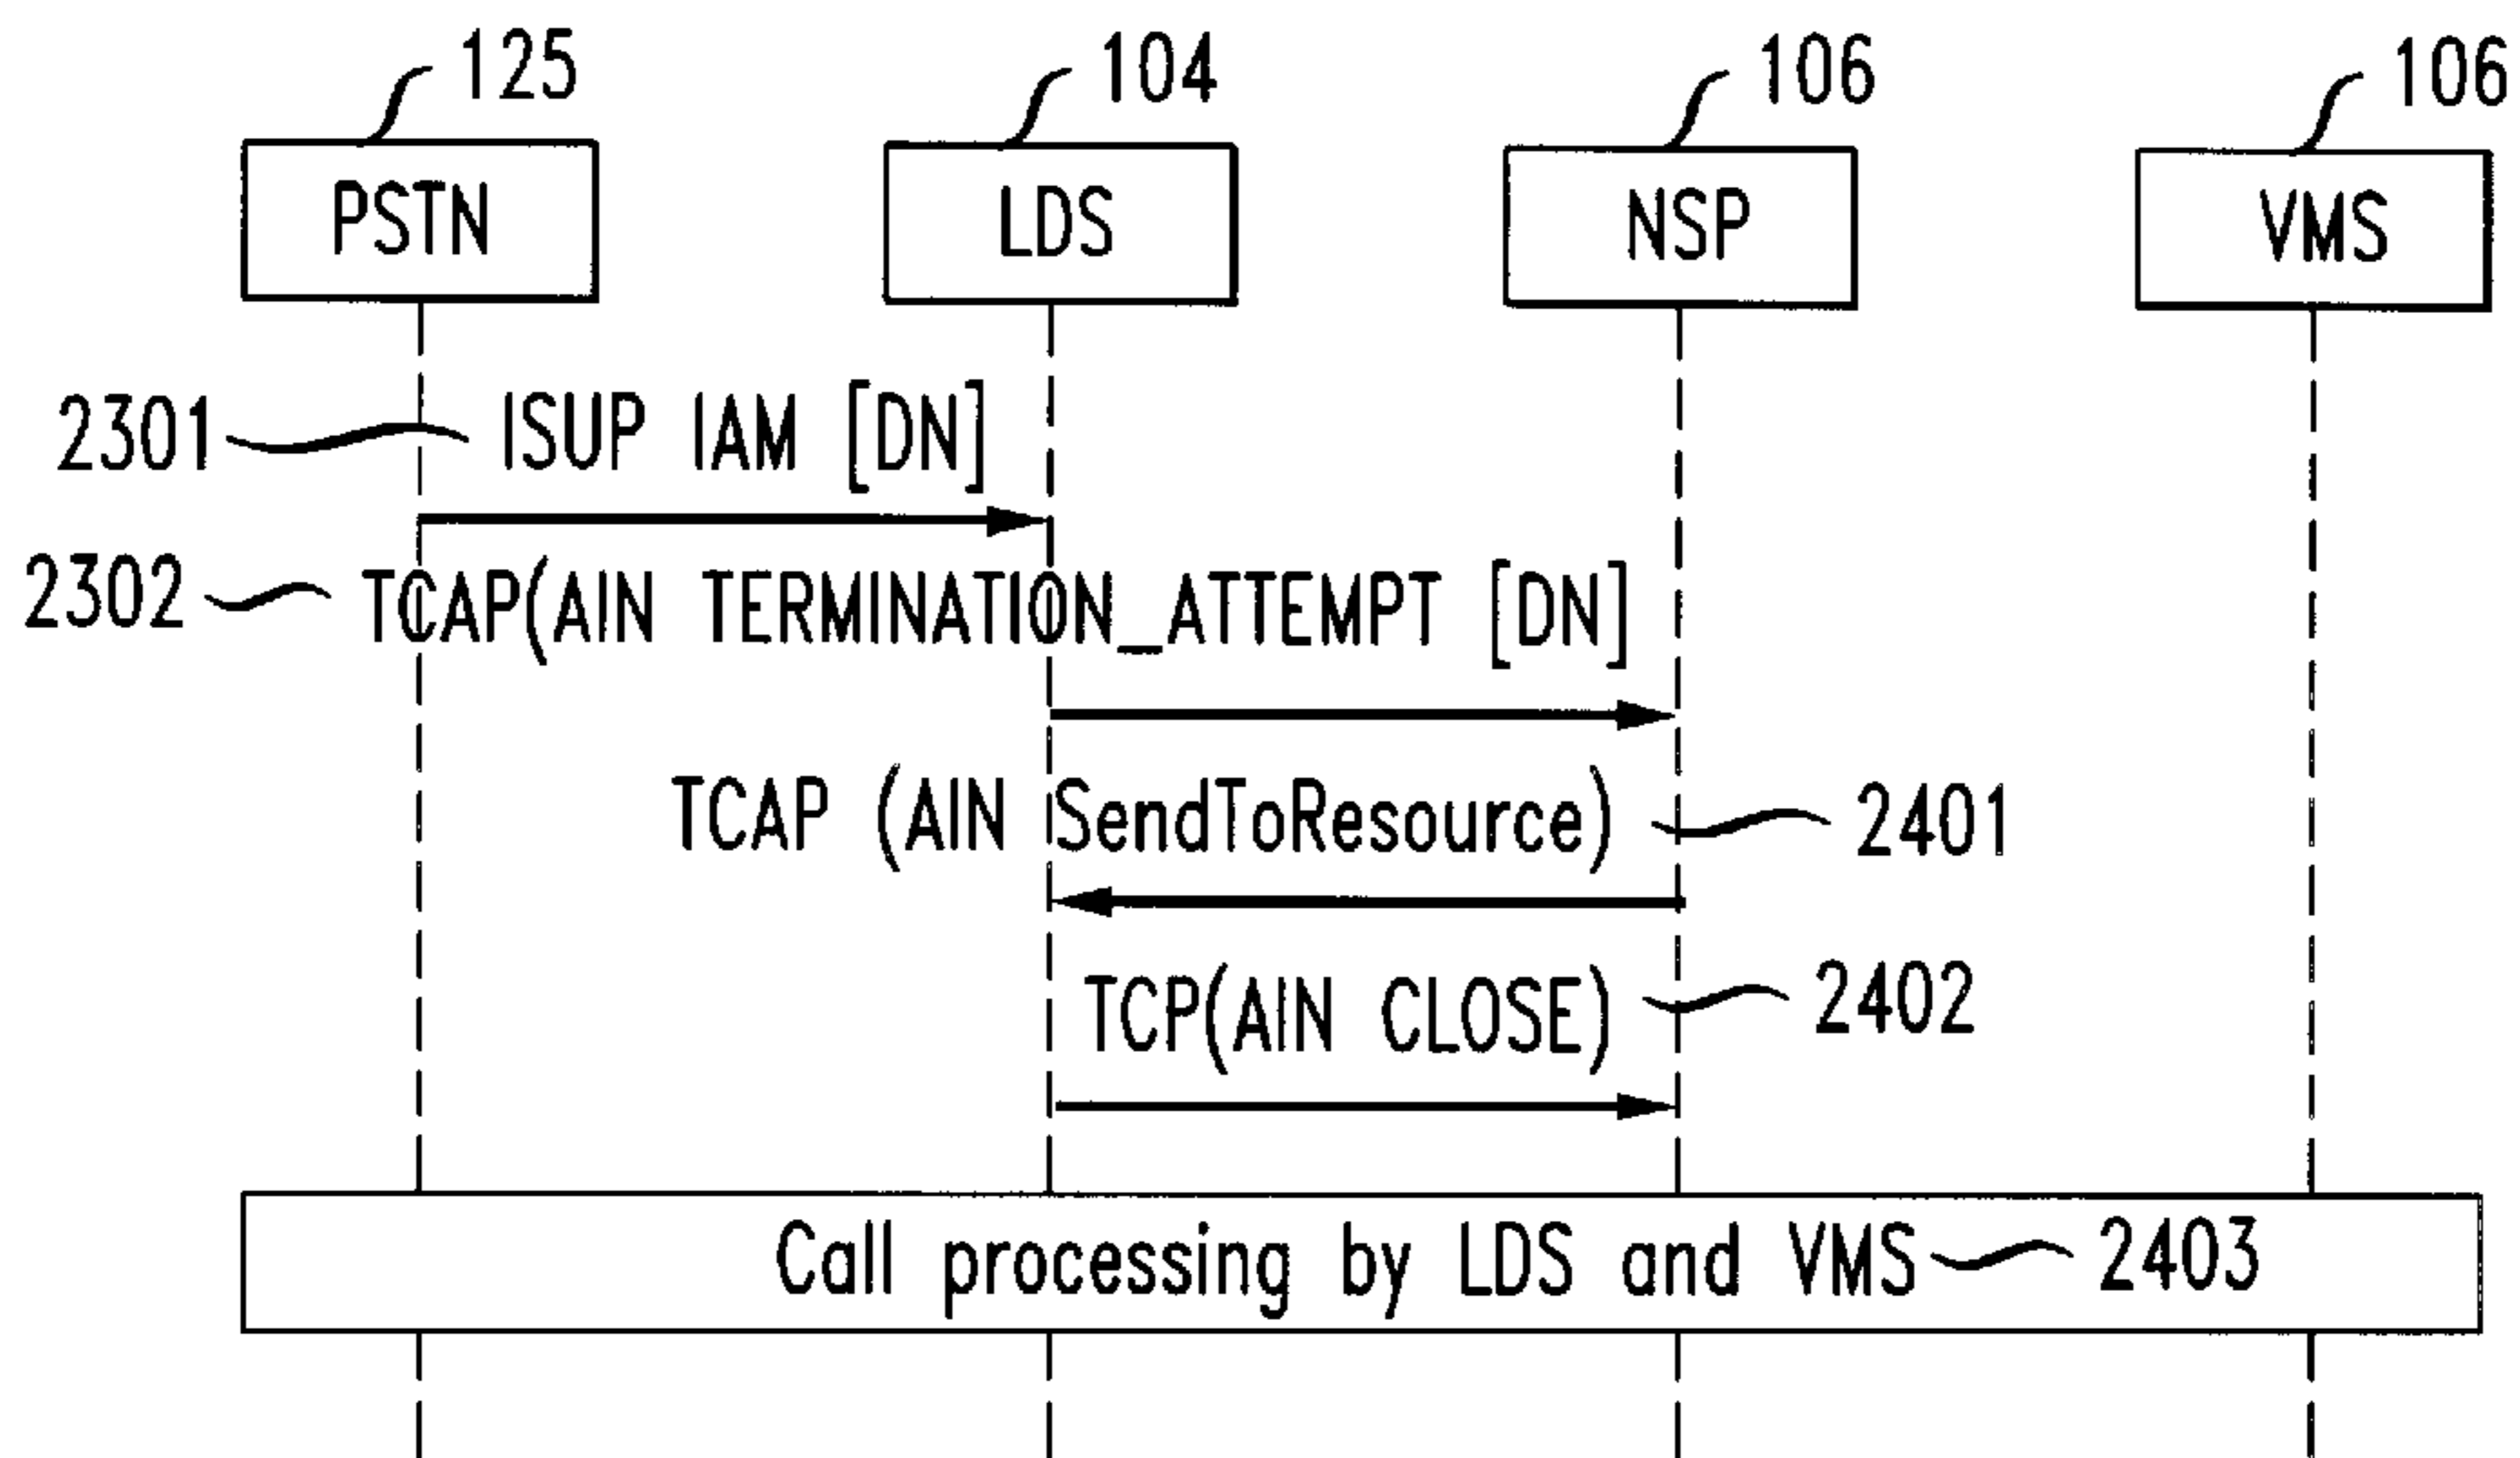 125 104 106 106
PSTN LDS NSP VMS
2301 ISUP IAM [DN]
2302 TCAP(AIN TERMINATION_ATTEMPT [DN]
TCAP (AIN SendToResource) 2401
TCP(AIN CLOSE) 2402
Call processing by LDS and VMS 2403